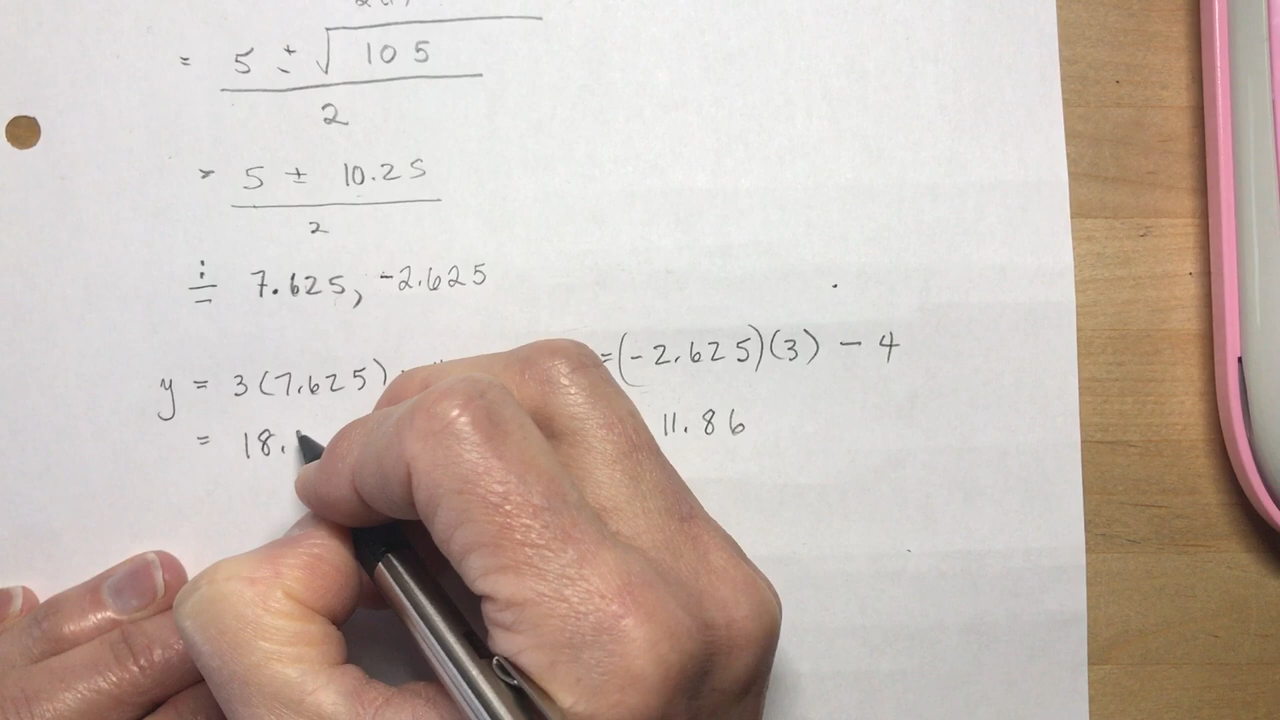 = 5 ± √105
2
= 5 ± 10.25
2
≐ 7.625, -2.625
y = 3(7.625)
= 18.
=(-2.625)(3) - 4
11.86